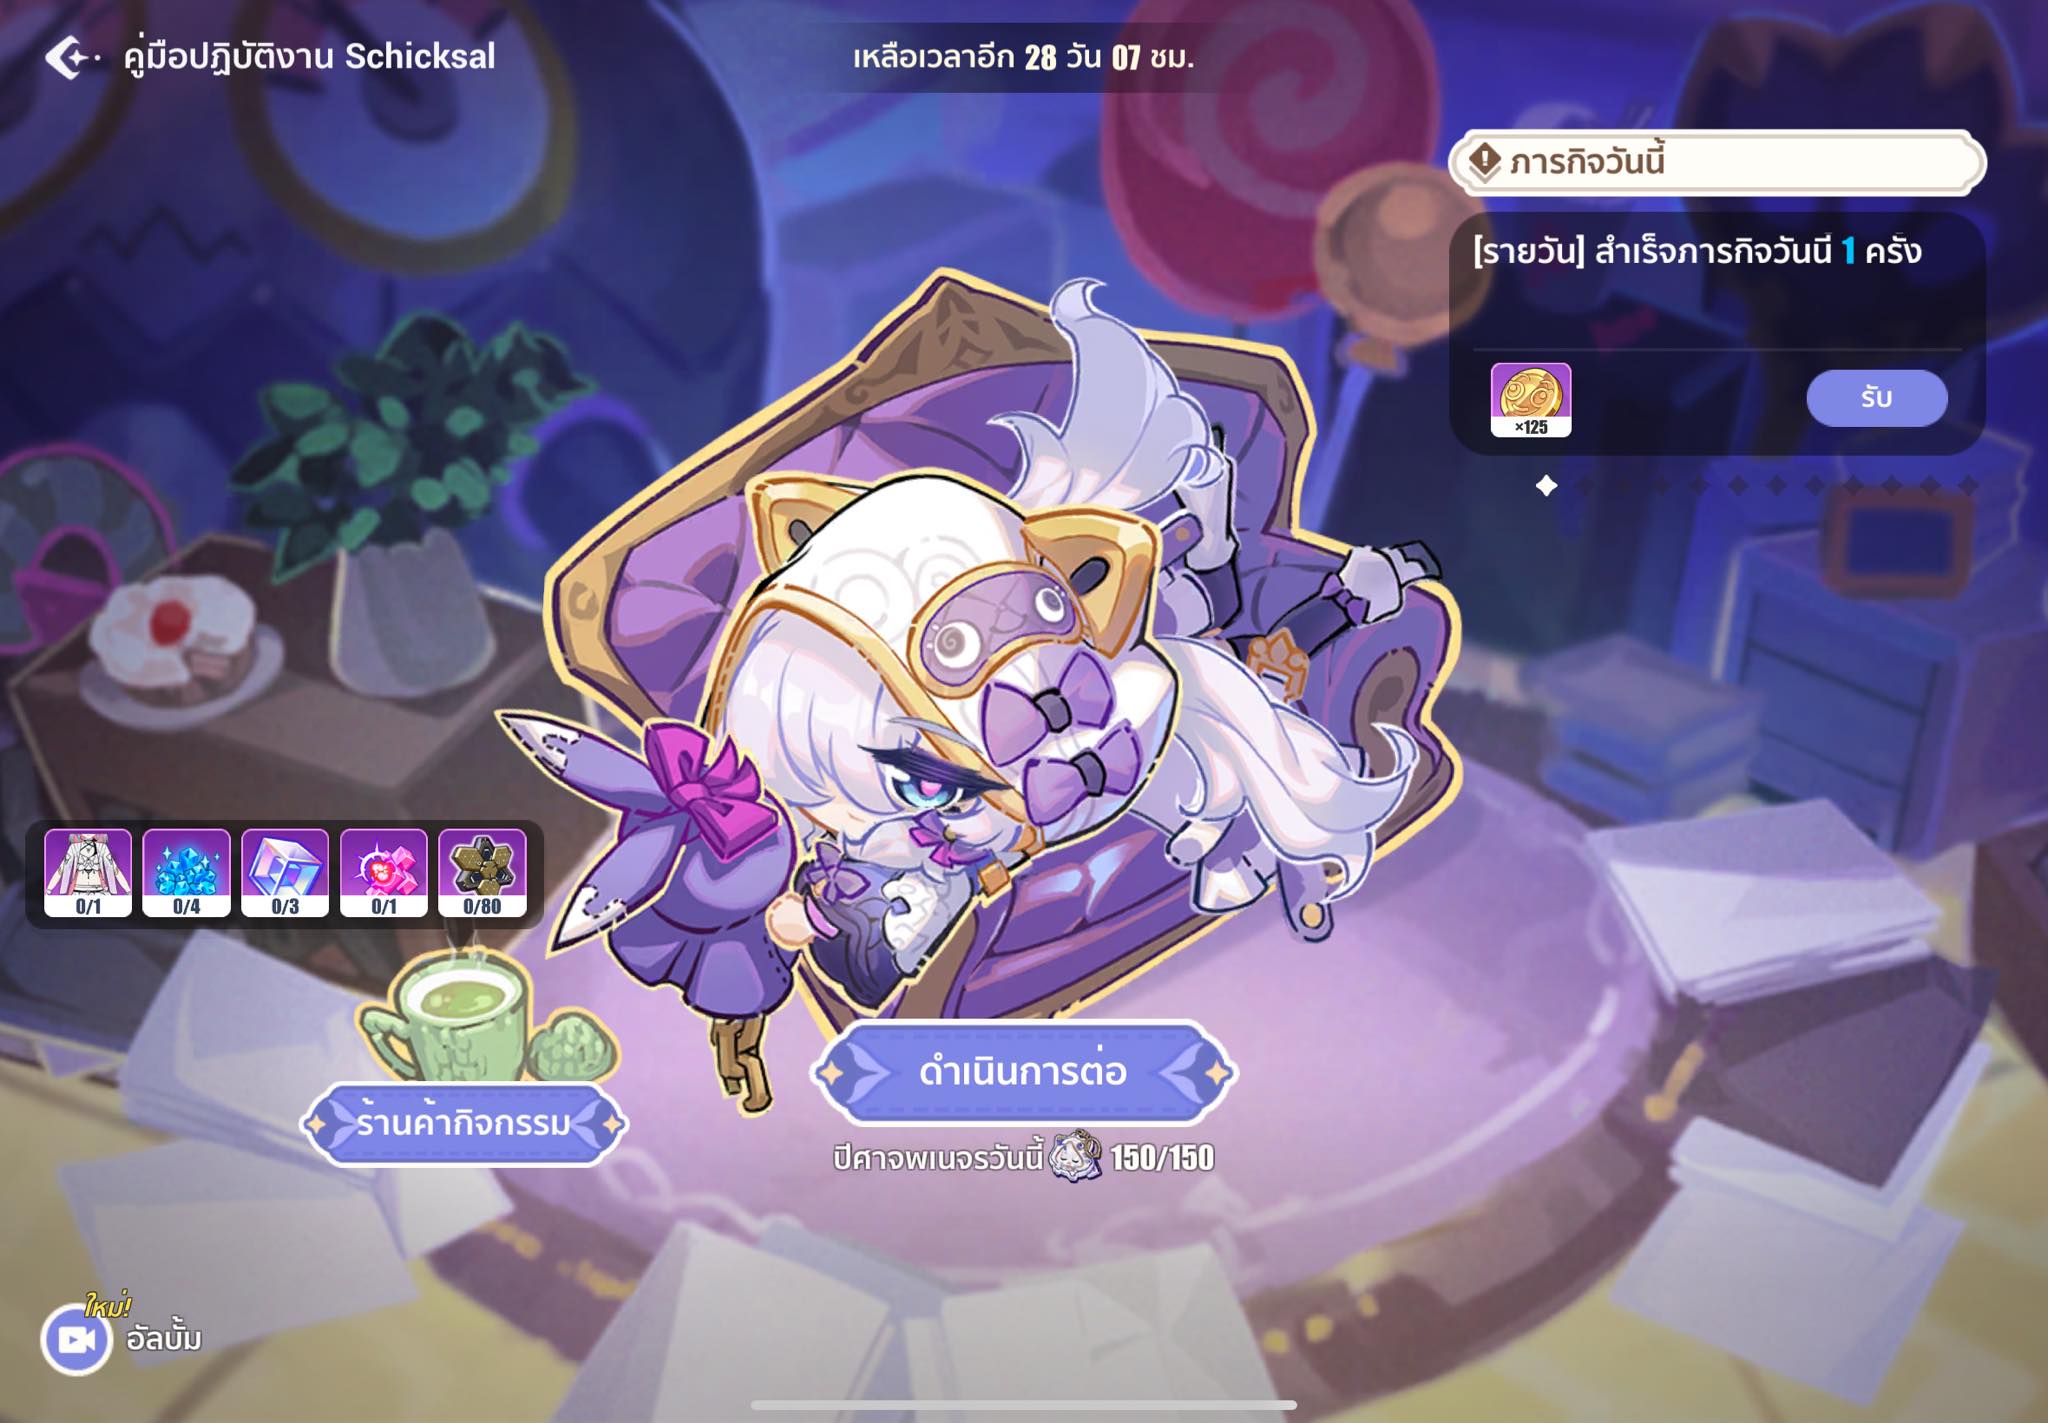 คู่มือปฏิบัติงาน Schicksal
เหลือเวลาอีก 28 วัน 07 ชม.
ภารกิจวันนี้
[รายวัน] สำเร็จภารกิจวันนี้ 1 ครั้ง
×125
รับ
0/1
0/4
0/3
0/1
0/80
ดำเนินการต่อ
ร้านค้ากิจกรรม
ปีศาจพเนจรวันนี้ 150/150
ใหม่!
อัลบั้ม